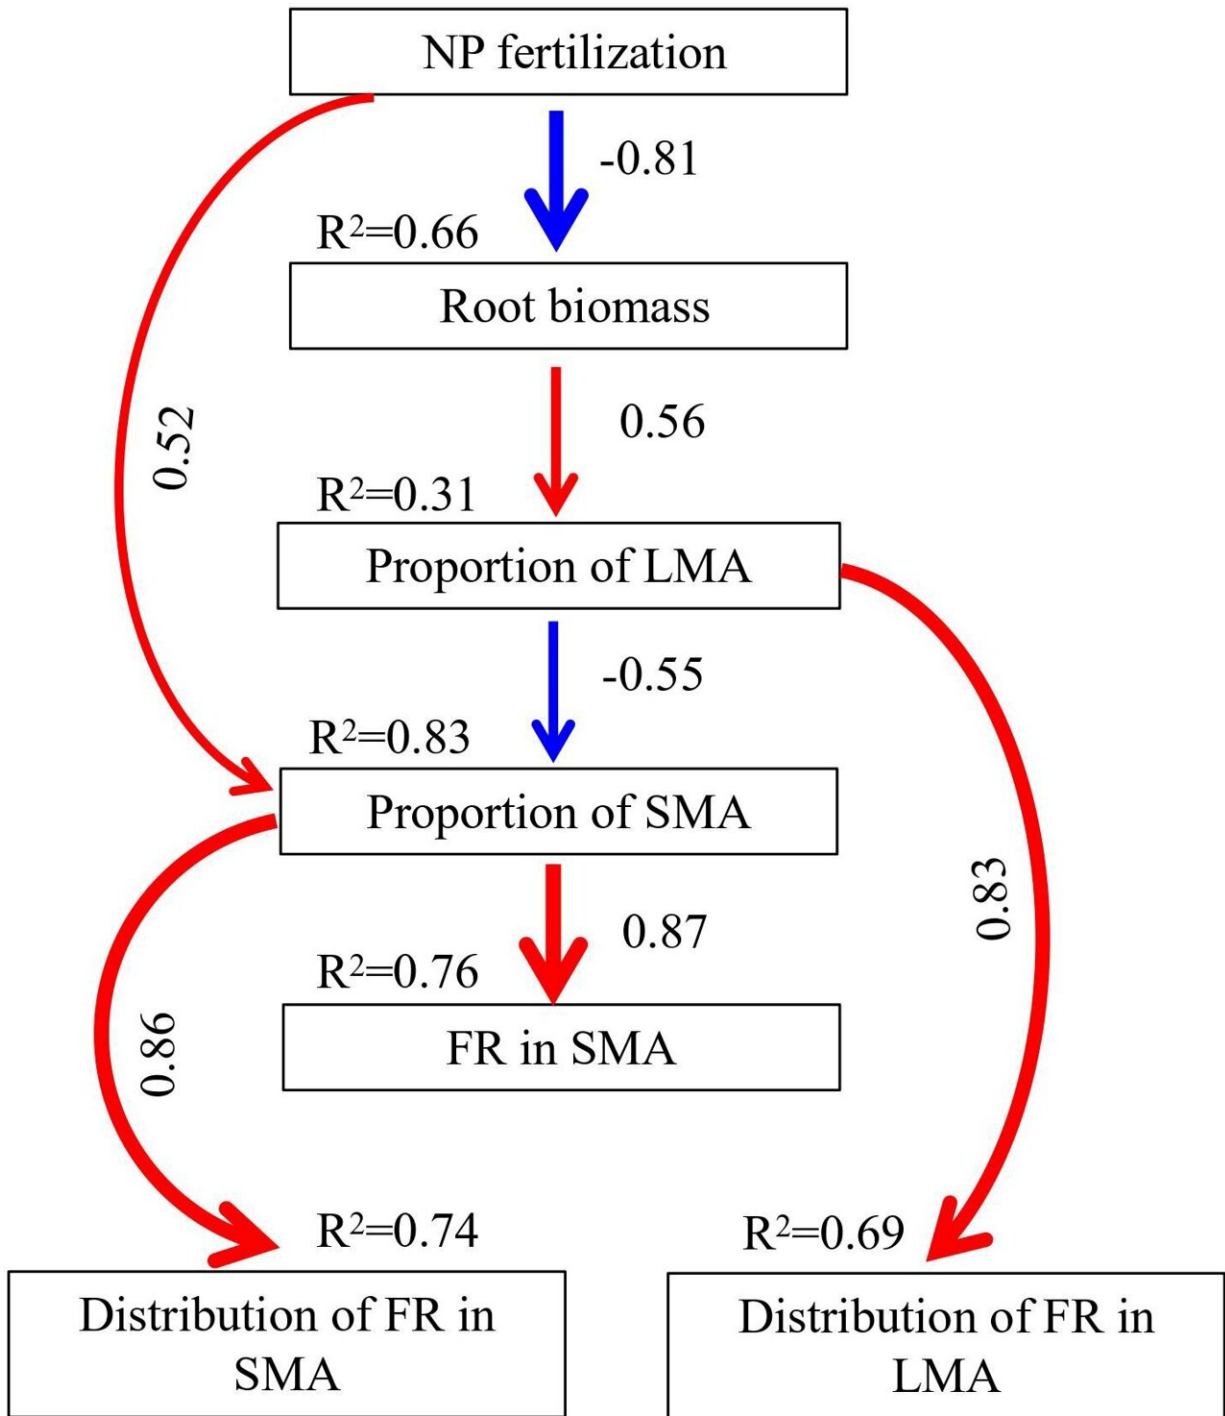 NP fertilization
-0.81
R²=0.66
Root biomass
0.52
0.56
R²=0.31
Proportion of LMA
-0.55
R²=0.83
Proportion of SMA
0.83
0.87
R²=0.76
FR in SMA
0.86
R²=0.74
R²=0.69
Distribution of FR in
SMA
Distribution of FR in
LMA